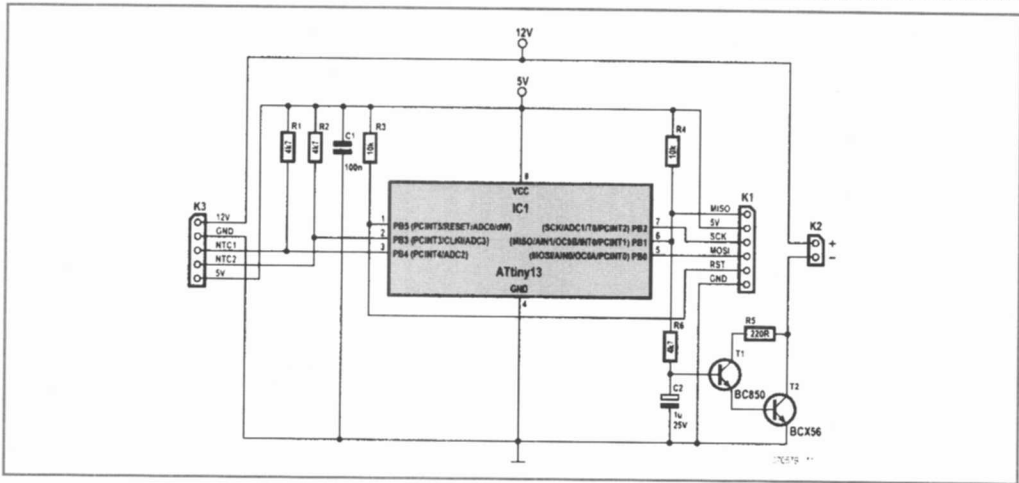 12V
5V
R1
4k7
R2
4k7
C1
100n
R3
10k
R4
10k
8
VCC
IC1
K3
12V
GND
NTC1
NTC2
5V
1
PB5 (PCINT5/RESET/ADC0/dW)
2
PB3 (PCINT3/CLKI/ADC3)
3
PB4 (PCINT4/ADC2)
(SCK/ADC1/T0/PCINT2) PB2
7
(MISO/AIN1/OC0B/INT0/PCINT1) PB1
6
(MOSI/AIN0/OC0A/PCINT0) PB0
5
ATtiny13
GND
4
K1
MISO
5V
SCK
MOSI
RST
GND
K2
+
–
R6
4k7
R5
220R
T1
BC850
C2
1u
25V
T2
BCX56